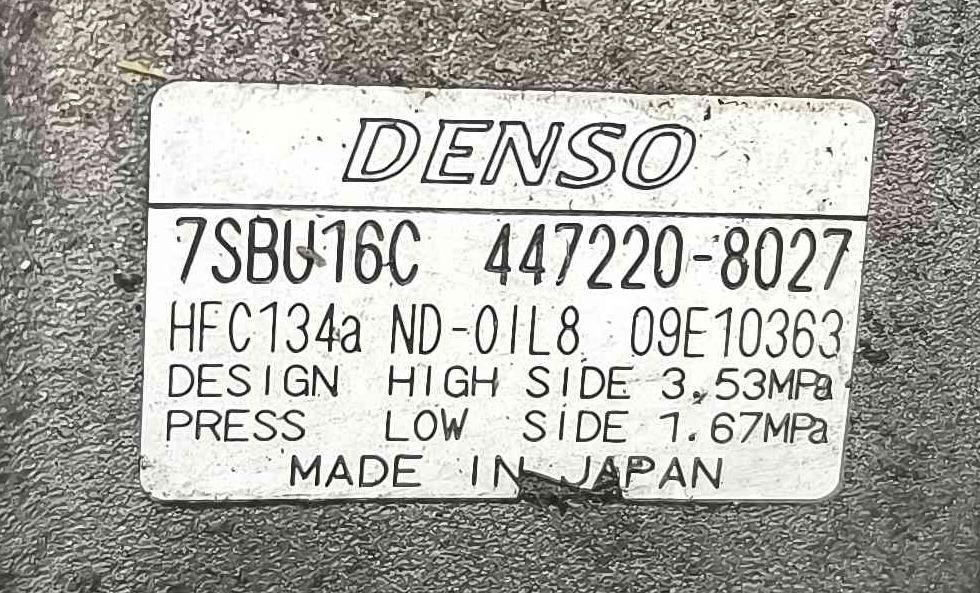 DENSO
7SBU16C 447220-8027
HFC134a ND-OIL8 09E10363
DESIGN HIGH SIDE 3.53MPa
PRESS LOW SIDE 1.67MPa
MADE IN JAPAN